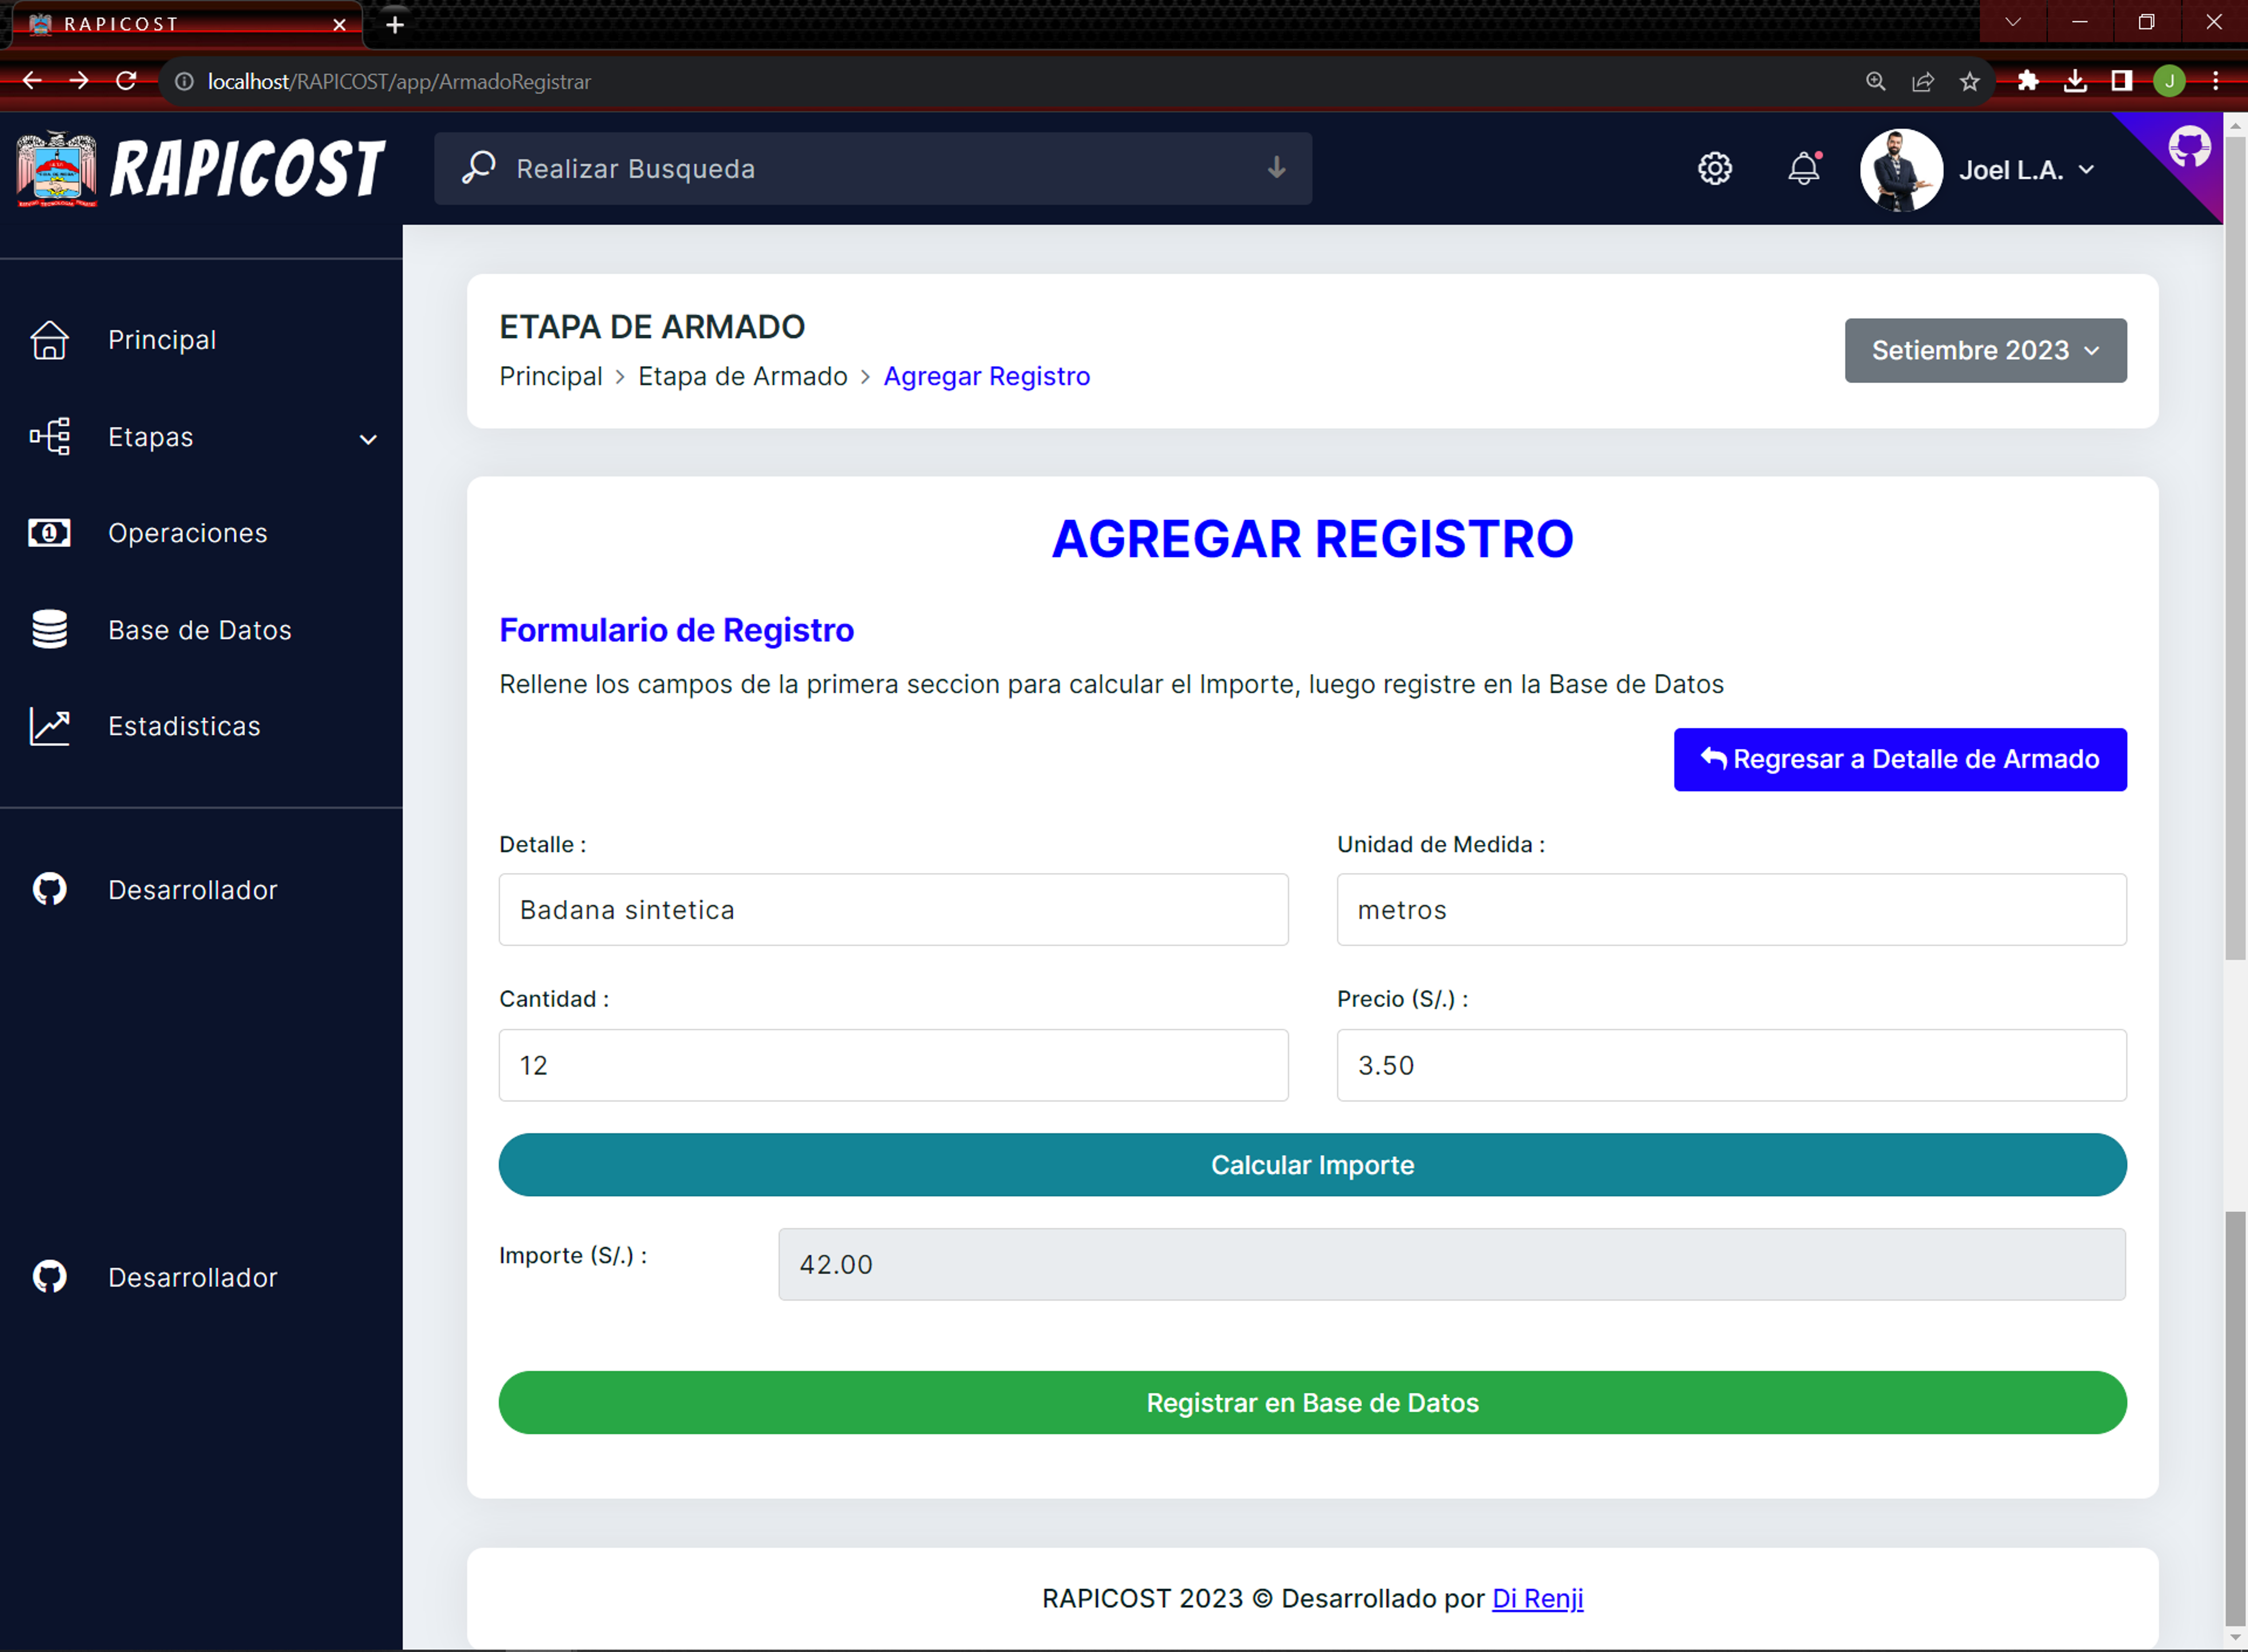 RAPICOST
localhost/RAPICOST/app/ArmadoRegistrar
J
RAPICOST
Realizar Busqueda
Joel L.A.
Principal
Etapas
Operaciones
Base de Datos
Estadisticas
Desarrollador
Desarrollador
ETAPA DE ARMADO
Principal > Etapa de Armado > Agregar Registro
Setiembre 2023
AGREGAR REGISTRO
Formulario de Registro
Rellene los campos de la primera seccion para calcular el Importe, luego registre en la Base de Datos
Regresar a Detalle de Armado
Detalle :
Unidad de Medida :
Badana sintetica
metros
Cantidad :
Precio (S/.) :
12
3.50
Calcular Importe
Importe (S/.) :
42.00
Registrar en Base de Datos
RAPICOST 2023 © Desarrollado por Di Renji